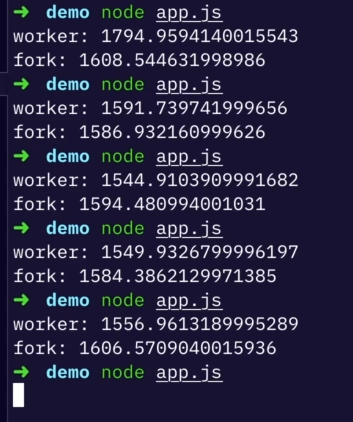 ➜ demo node app.js
worker: 1794.9594140015543
fork: 1608.544631998986
➜ demo node app.js
worker: 1591.739741999656
fork: 1586.932160999626
➜ demo node app.js
worker: 1544.9103909991682
fork: 1594.480994001031
➜ demo node app.js
worker: 1549.9326799996197
fork: 1584.3862129971385
➜ demo node app.js
worker: 1556.9613189995289
fork: 1606.5709040015936
➜ demo node app.js